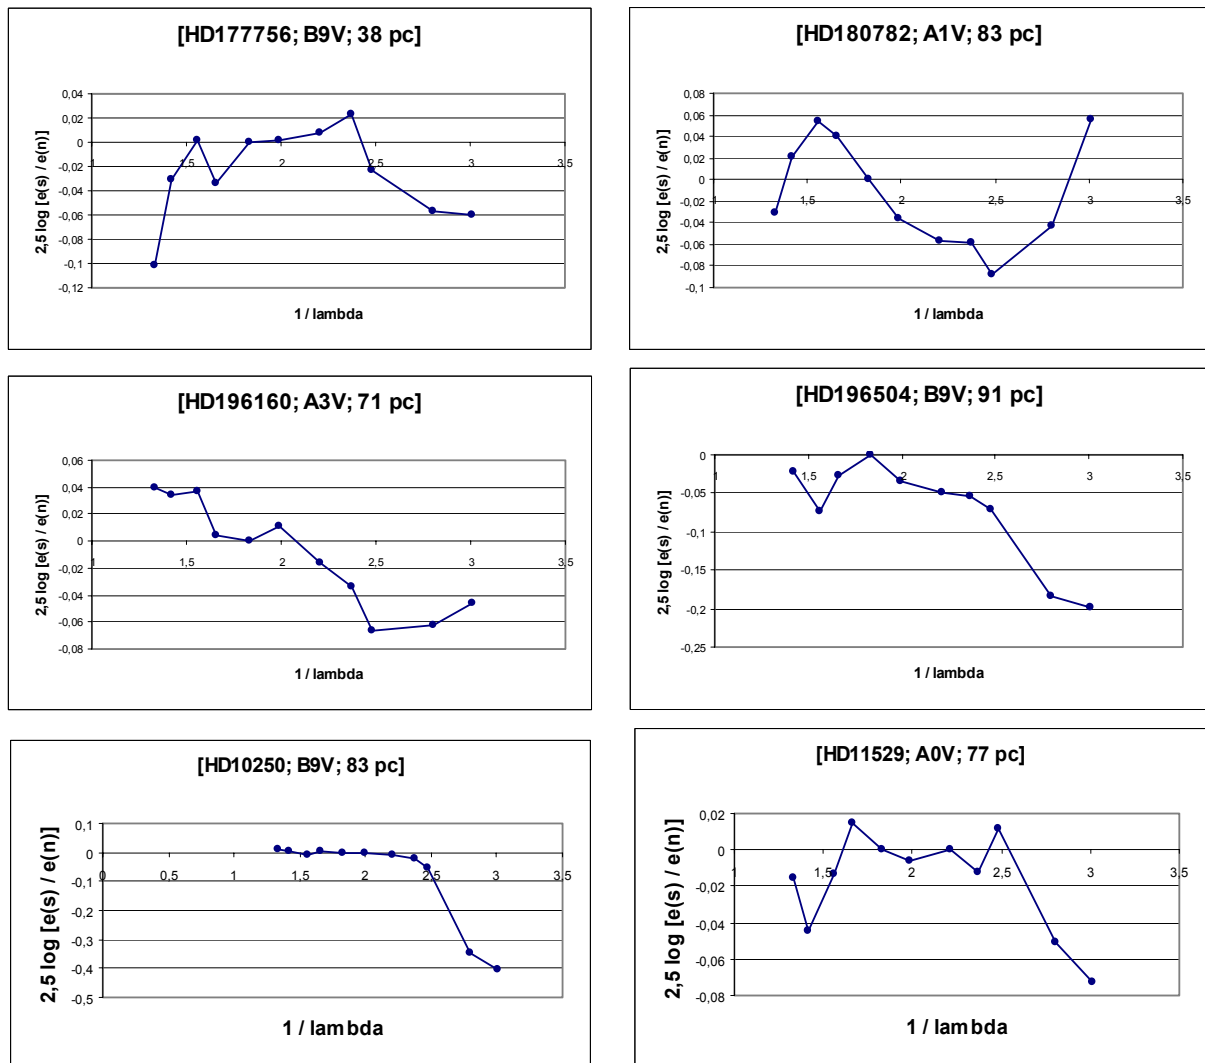 [HD177756; B9V; 38 pc]
0,04
0,02
0
-0,02
-0,04
-0,06
-0,08
-0,1
-0,12
1 1,5 2 2,5 3 3,5
2,5 log [e(s) / e(n)]
1 / lambda
[HD180782; A1V; 83 pc]
0,08
0,06
0,04
0,02
0
-0,02
-0,04
-0,06
-0,08
-0,1
1 1,5 2 2,5 3 3,5
2,5 log [e(s) / e(n)]
1 / lambda
[HD196160; A3V; 71 pc]
0,06
0,04
0,02
0
-0,02
-0,04
-0,06
-0,08
1 1,5 2 2,5 3 3,5
2,5 log [e(s) / e(n)]
1 / lambda
[HD196504; B9V; 91 pc]
0
-0,05
-0,1
-0,15
-0,2
-0,25
1 1,5 2 2,5 3 3,5
2,5 log [e(s) / e(n)]
1 / lambda
[HD10250; B9V; 83 pc]
0,1
0
-0,1
-0,2
-0,3
-0,4
-0,5
0 0,5 1 1,5 2 2,5 3 3,5
2,5 log [e(s) / e(n)]
1 / lambda
[HD11529; A0V; 77 pc]
0,02
0
-0,02
-0,04
-0,06
-0,08
1 1,5 2 2,5 3 3,5
2,5 log [e(s) / e(n)]
1 / lambda